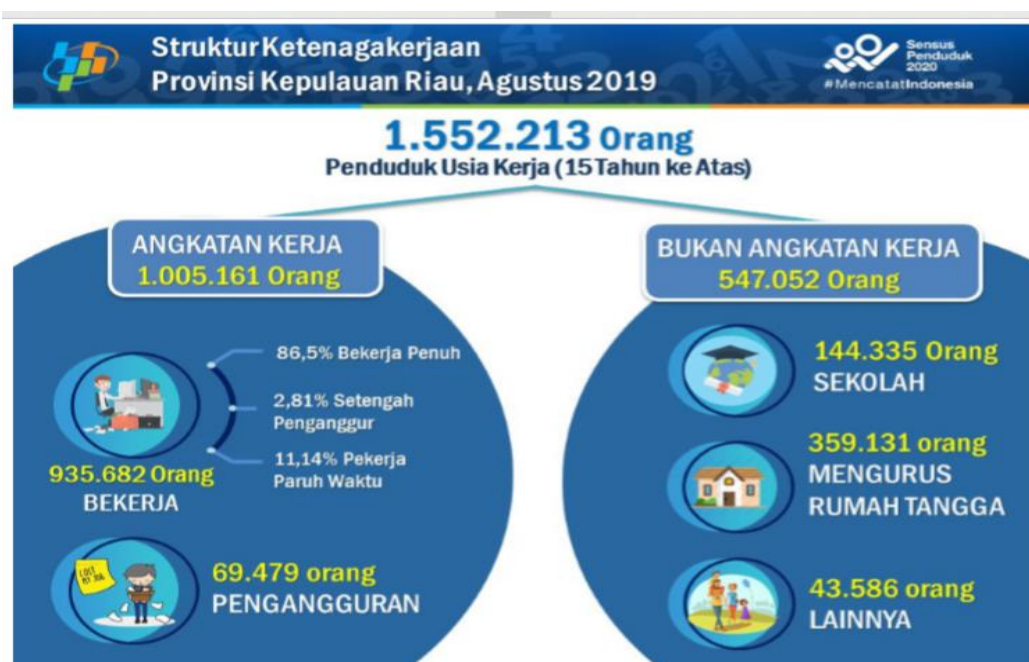 Struktur Ketenagakerjaan
Provinsi Kepulauan Riau, Agustus 2019
Sensus
Penduduk
2020
#MencatatIndonesia
1.552.213 Orang
Penduduk Usia Kerja (15 Tahun ke Atas)
ANGKATAN KERJA
1.005.161 Orang
86,5% Bekerja Penuh
2,81% Setengah
Penganggur
11,14% Pekerja
Paruh Waktu
935.682 Orang
BEKERJA
LOST
MY JOB
69.479 orang
PENGANGGURAN
BUKAN ANGKATAN KERJA
547.052 Orang
144.335 Orang
SEKOLAH
359.131 orang
MENGURUS
RUMAH TANGGA
43.586 orang
LAINNYA